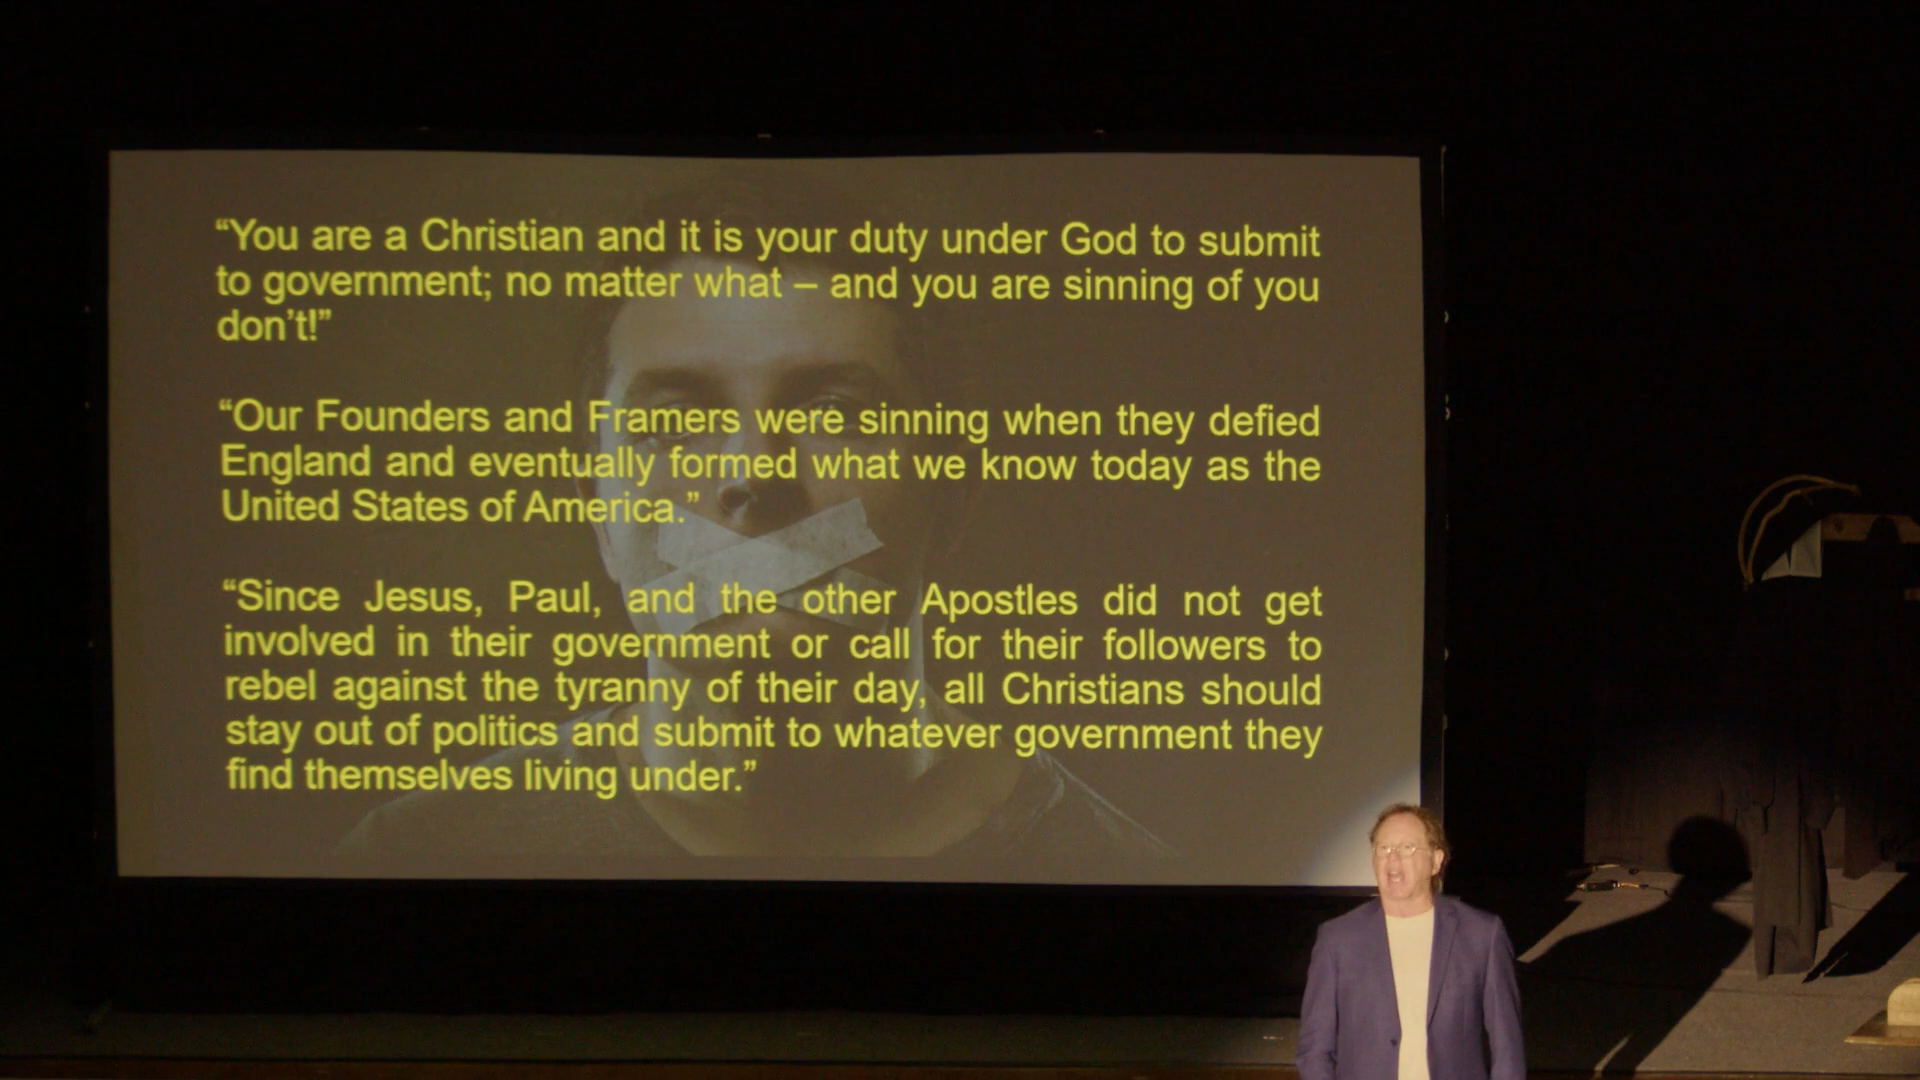 “You are a Christian and it is your duty under God to submit
to government; no matter what – and you are sinning of you
don’t!”
“Our Founders and Framers were sinning when they defied
England and eventually formed what we know today as the
United States of America.”
“Since Jesus, Paul, and the other Apostles did not get
involved in their government or call for their followers to
rebel against the tyranny of their day, all Christians should
stay out of politics and submit to whatever government they
find themselves living under.”